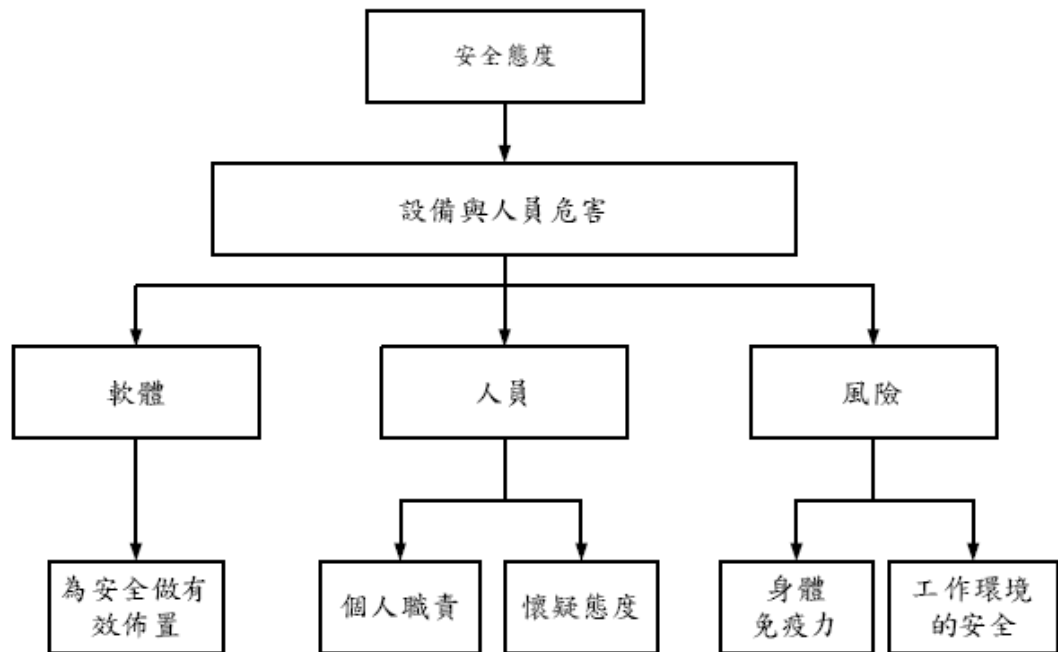 安全態度
設備與人員危害
軟體
人員
風險
為安全做有
效佈置
個人職責
懷疑態度
身體
免疫力
工作環境
的安全